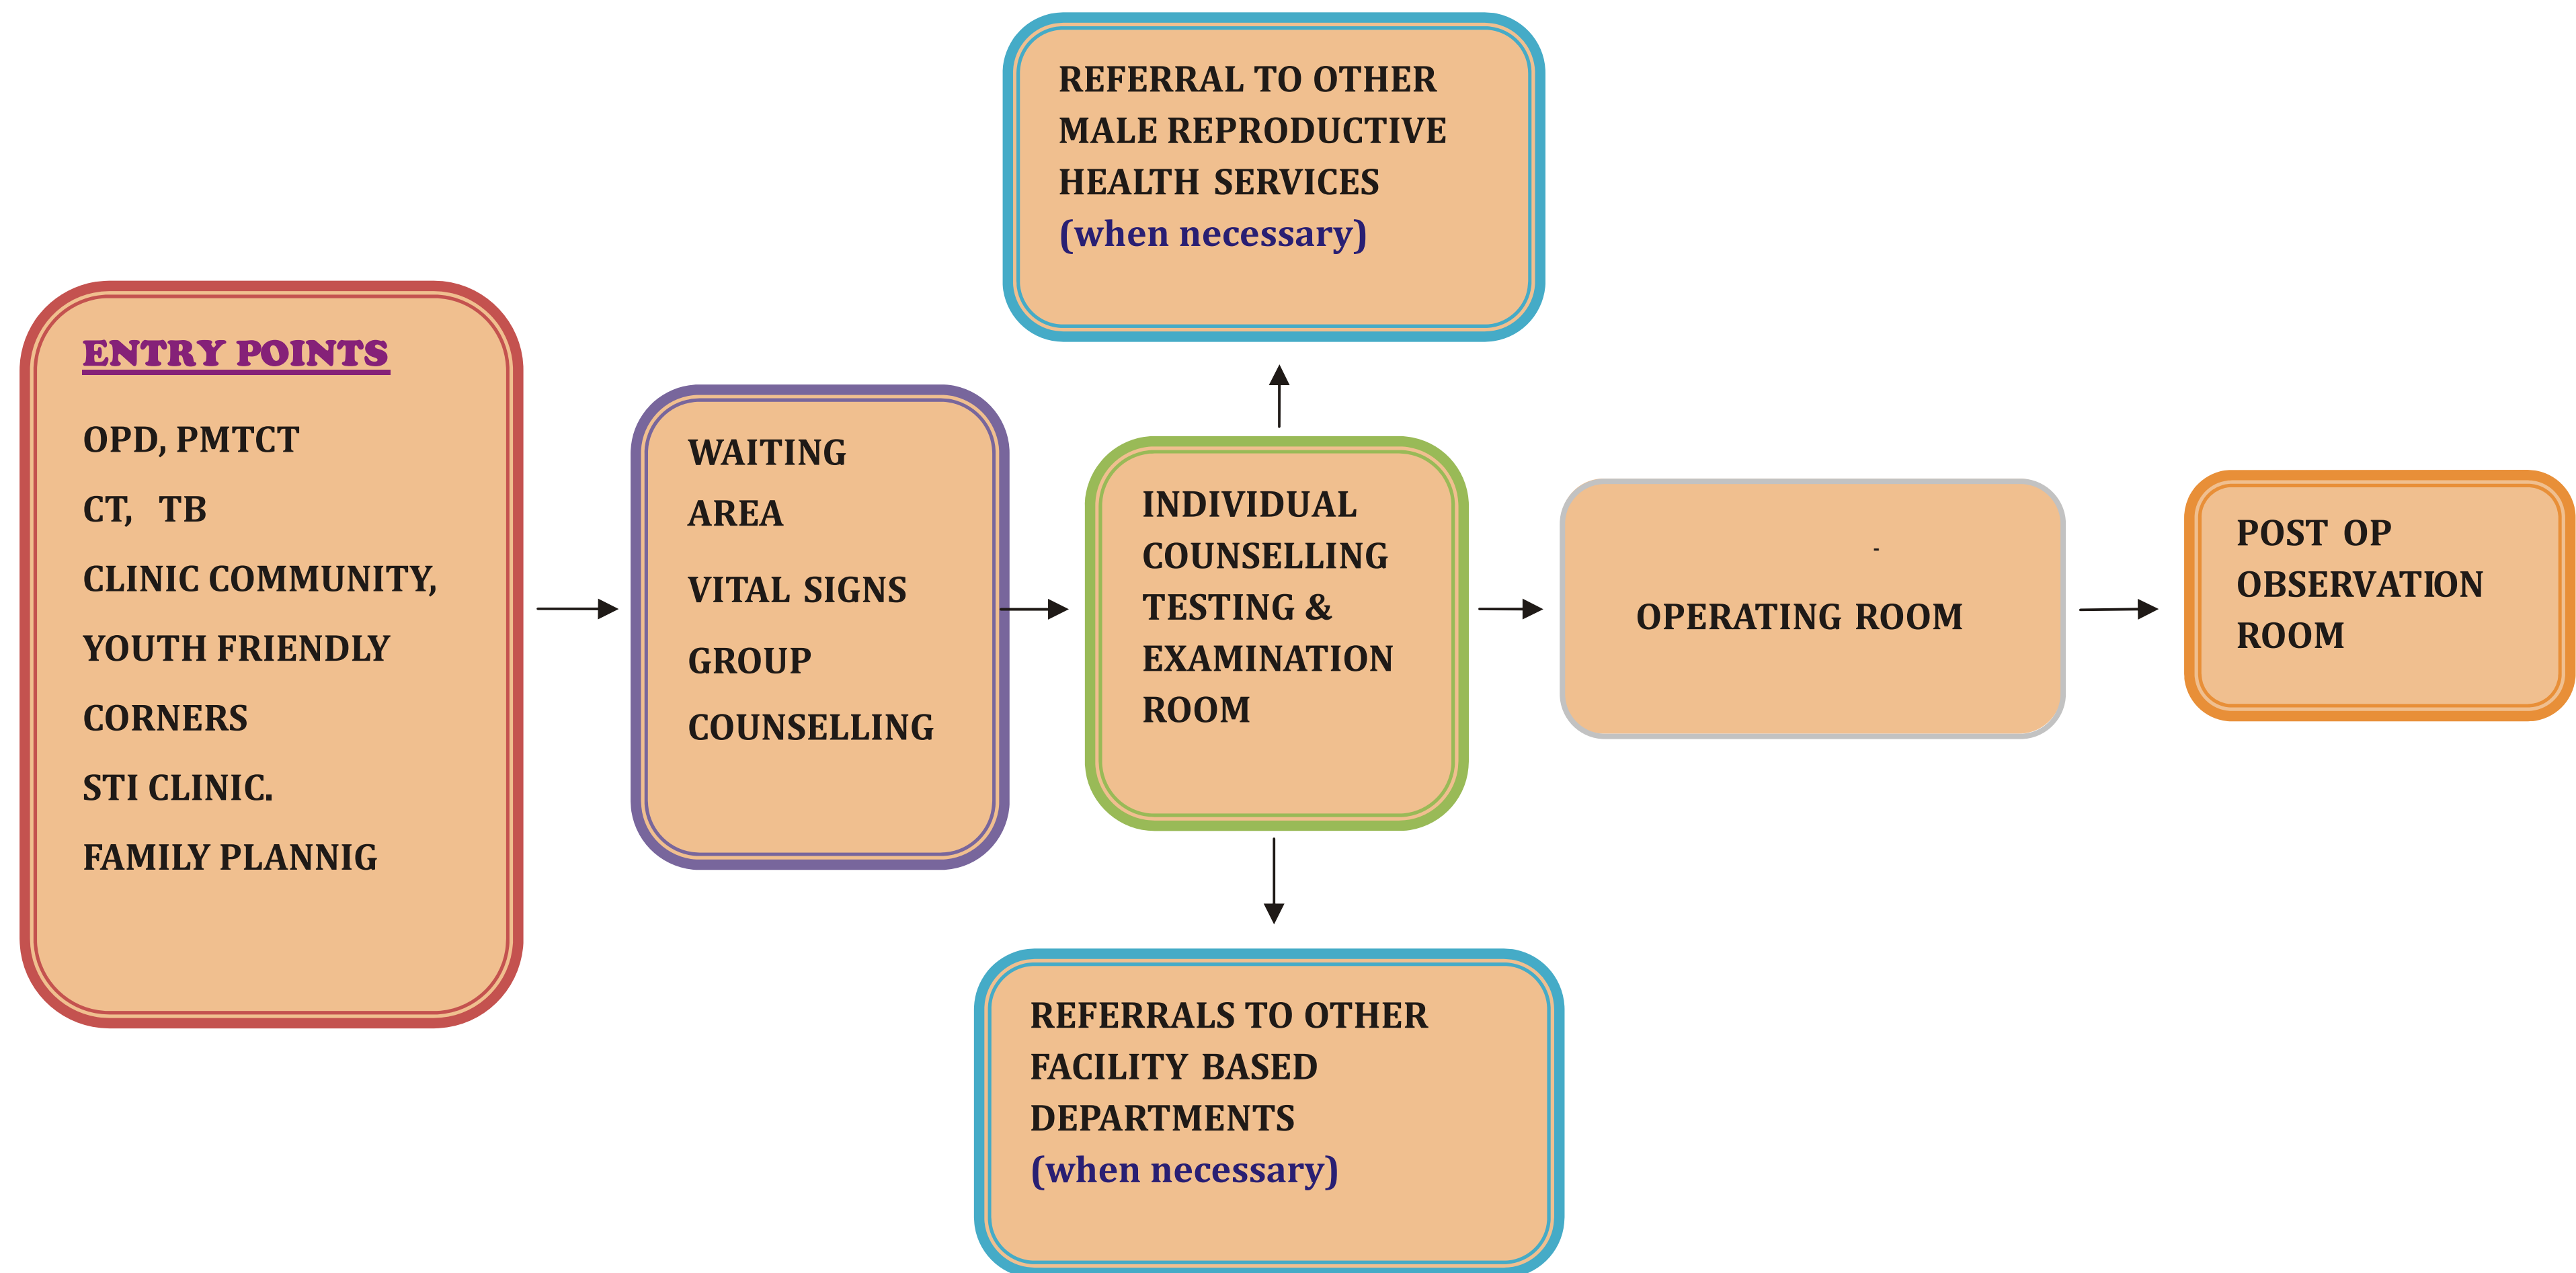 ENTRY POINTS
OPD, PMTCT
CT, TB
CLINIC COMMUNITY,
YOUTH FRIENDLY
CORNERS
STI CLINIC.
FAMILY PLANNIG
WAITING
AREA
VITAL SIGNS
GROUP
COUNSELLING
REFERRAL TO OTHER
MALE REPRODUCTIVE
HEALTH SERVICES
(when necessary)
INDIVIDUAL
COUNSELLING
TESTING &
EXAMINATION
ROOM
REFERRALS TO OTHER
FACILITY BASED
DEPARTMENTS
(when necessary)
-
OPERATING ROOM
POST OP
OBSERVATION
ROOM